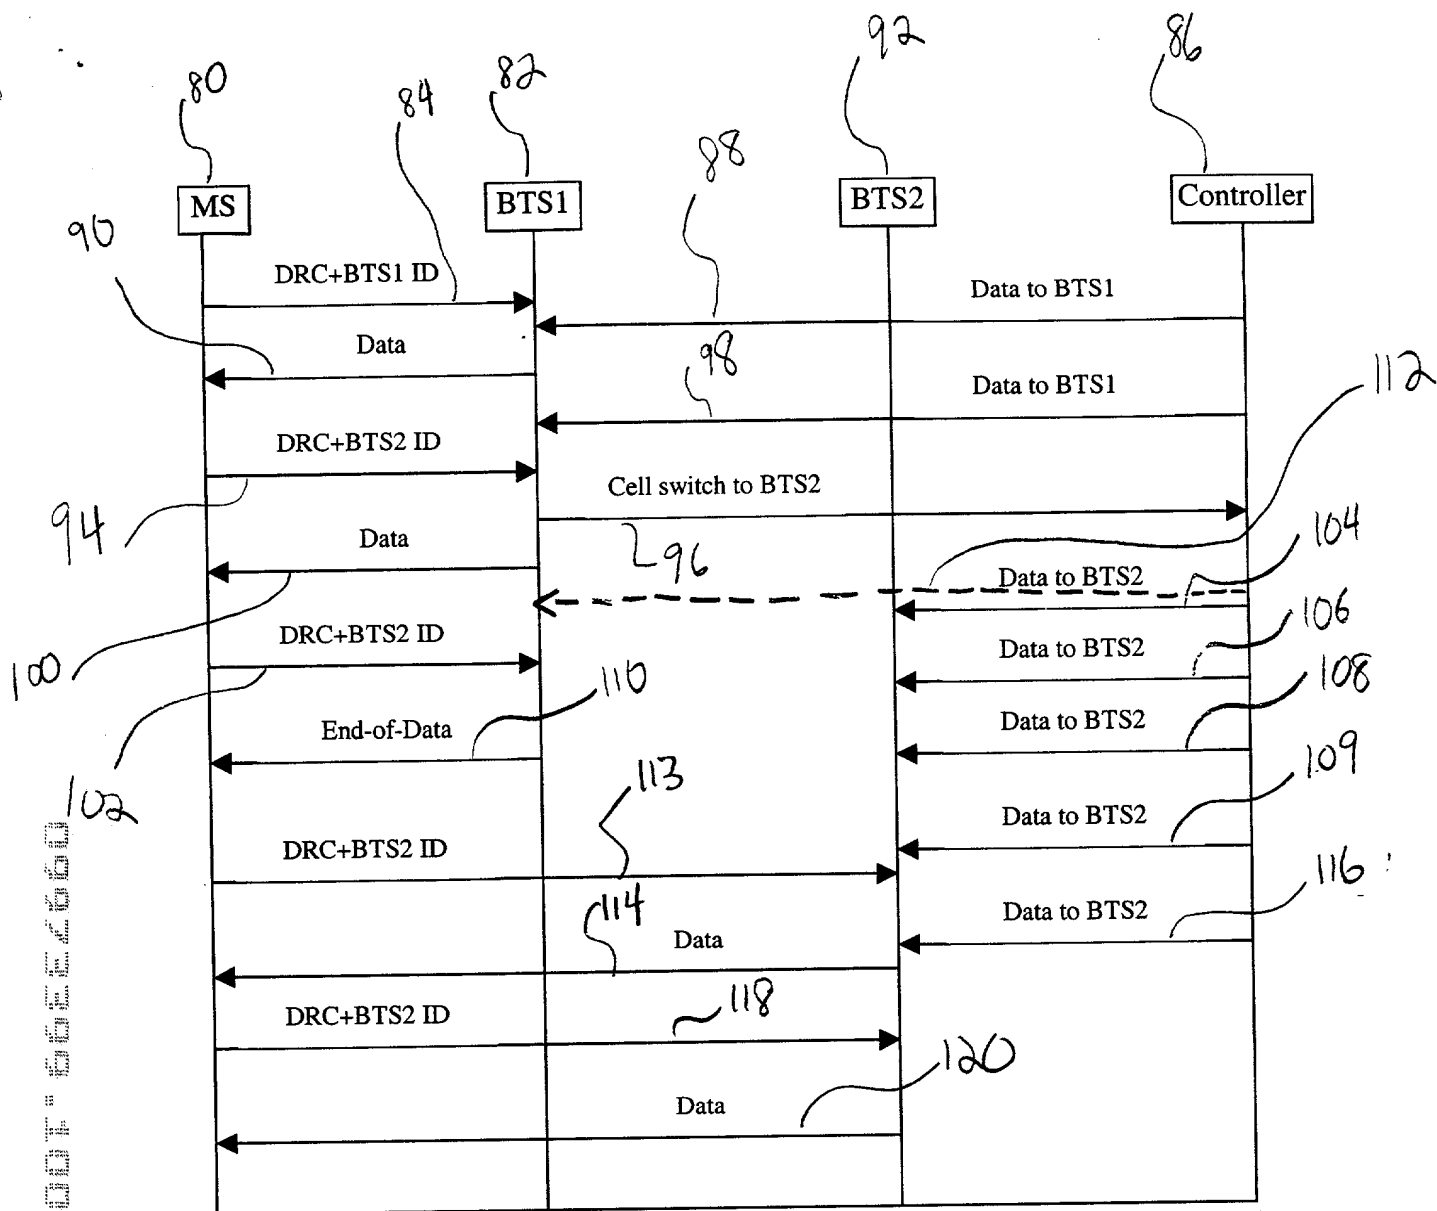 92
86
80
82
84
88
MS
BTS1
BTS2
Controller
90
DRC+BTS1 ID
Data to BTS1
Data
98
Data to BTS1
112
DRC+BTS2 ID
Cell switch to BTS2
94
Data
96
Data to BTS2
104
DRC+BTS2 ID
Data to BTS2
106
100
110
End-of-Data
Data to BTS2
108
102
113
109
Data to BTS2
DRC+BTS2 ID
116
114
Data to BTS2
Data
DRC+BTS2 ID
118
120
Data